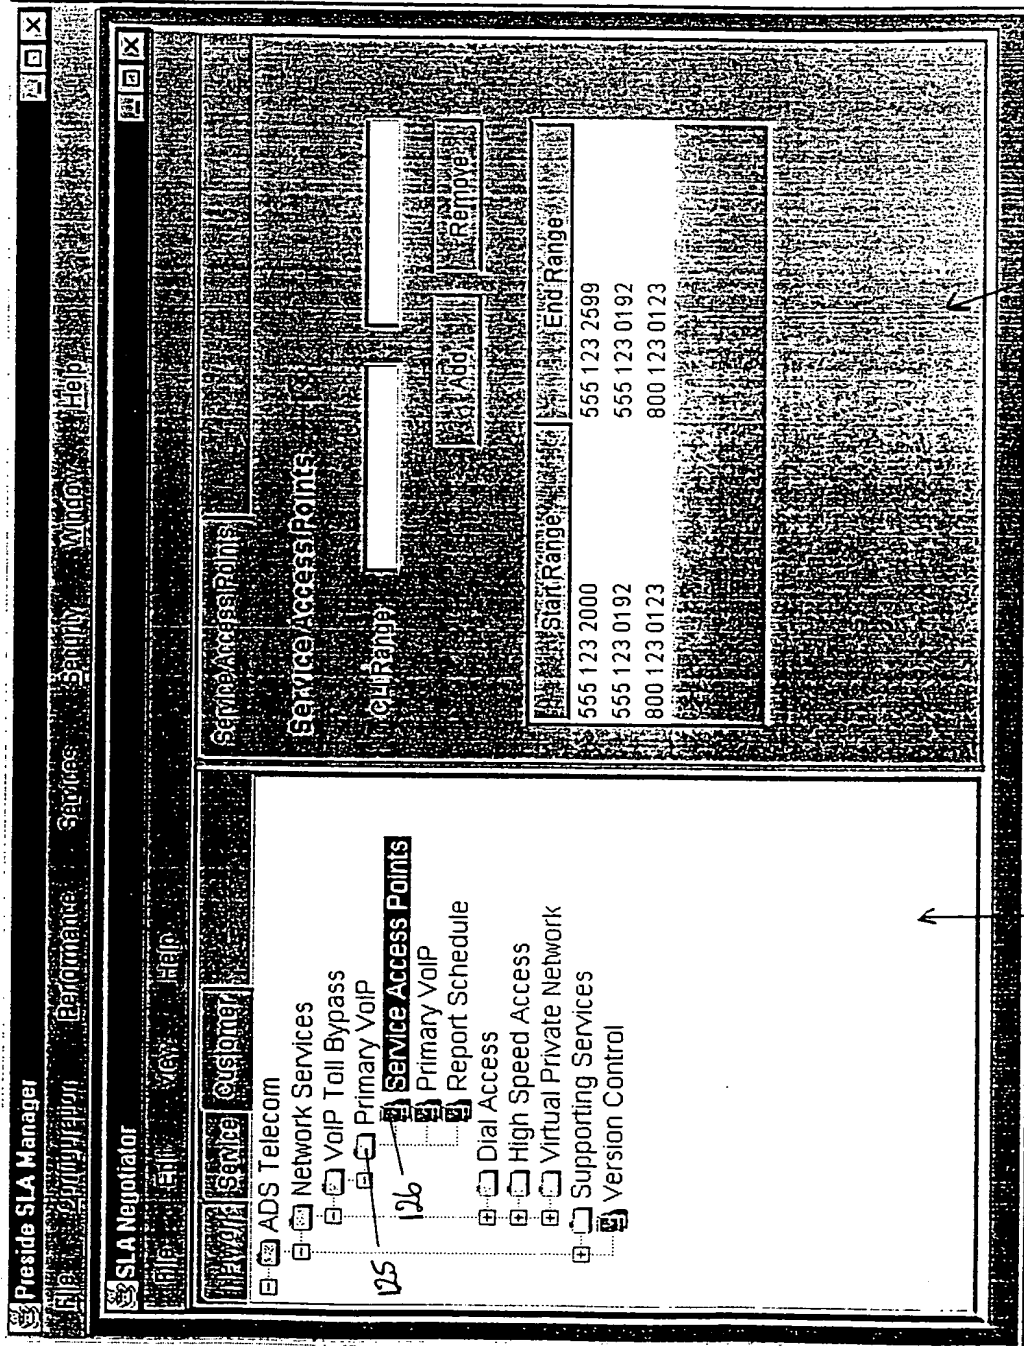 Preside SLA Manager
File Configuration Performance Services Security Window Help
SLA Negotiator
File Edit View Help
Network Service Customer
ADS Telecom
Network Services
VoIP Toll Bypass
Primary VoIP
Service Access Points
Primary VoIP
Report Schedule
Dial Access
High Speed Access
Virtual Private Network
Supporting Services
Version Control
125
126
Service Access Points
Service Access Points
CLI Range
Add Remove
Start Range End Range
555 123 2000 555 123 2599
555 123 0192 555 123 0192
800 123 0123 800 123 0123